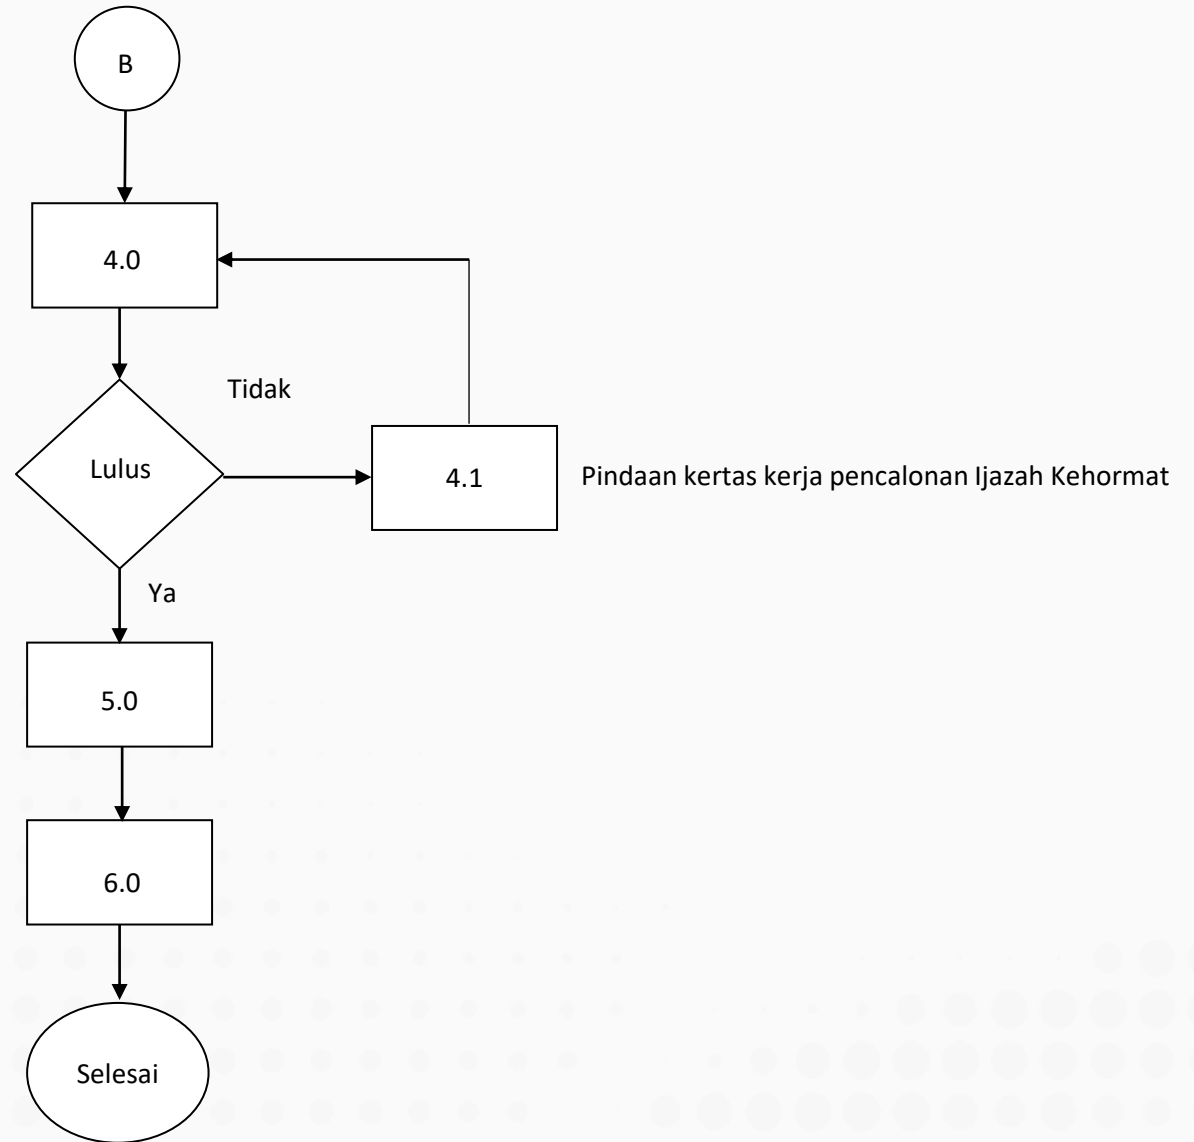 B
4.0
Tidak
Lulus
4.1
Pindaan kertas kerja pencalonan Ijazah Kehormat
Ya
5.0
6.0
Selesai